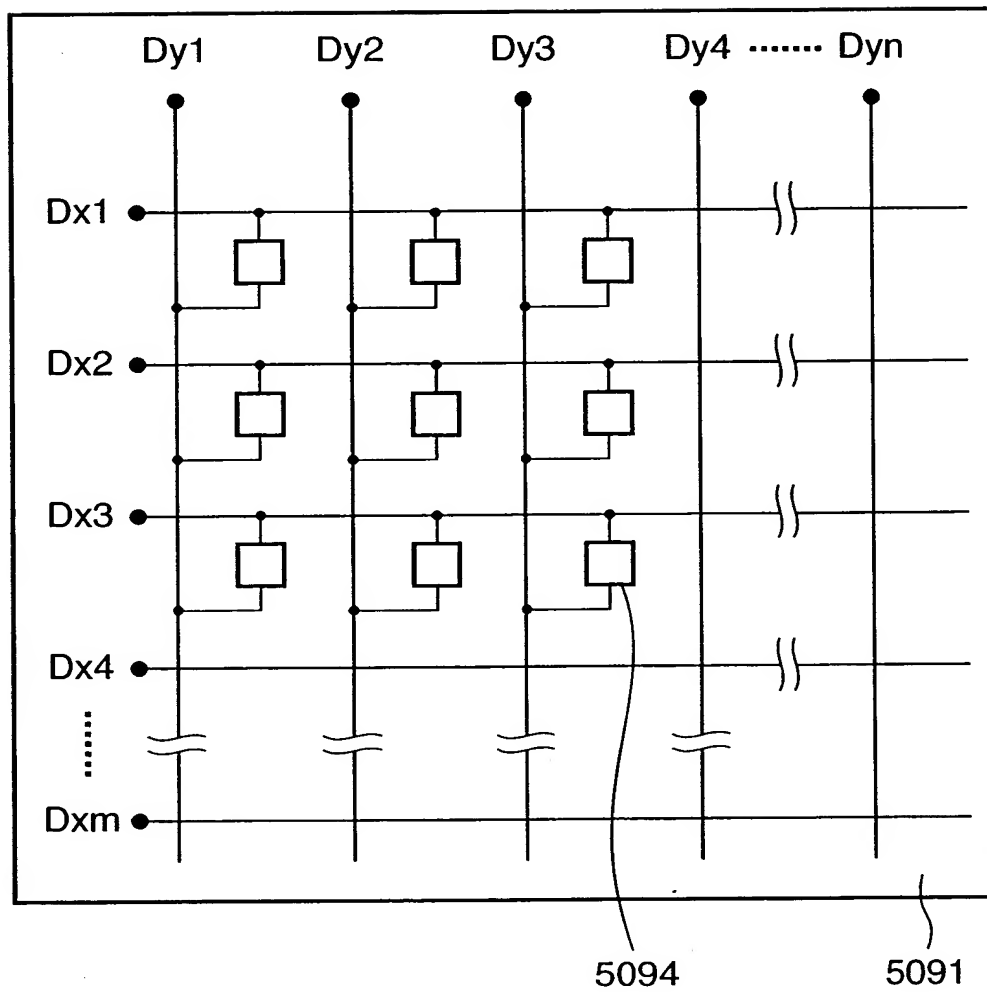 Dy1 Dy2 Dy3 Dy4 ........ Dyn
Dx1
Dx2
Dx3
Dx4
........
Dxm
5094 5091